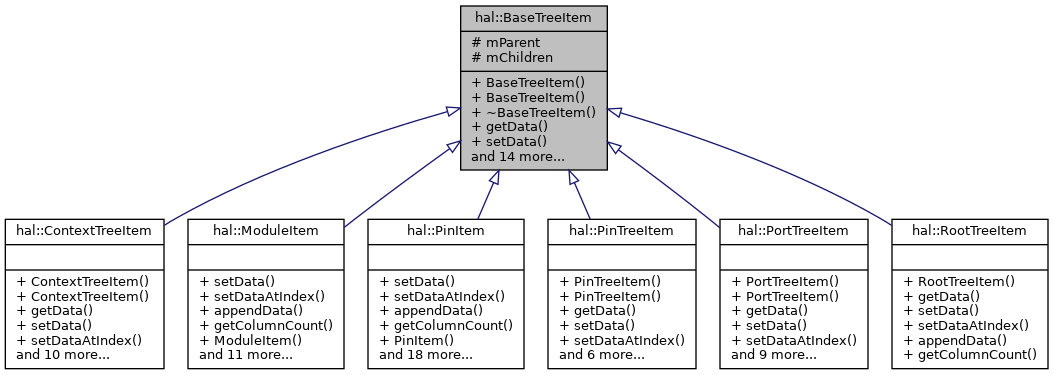 hal::BaseTreeItem
# mParent
# mChildren
+ BaseTreeItem()
+ BaseTreeItem()
+ ~BaseTreeItem()
+ getData()
+ setData()
and 14 more...
hal::ContextTreeItem
+ ContextTreeItem()
+ ContextTreeItem()
+ getData()
+ setData()
+ setDataAtIndex()
and 10 more...
hal::ModuleItem
+ setData()
+ setDataAtIndex()
+ appendData()
+ getColumnCount()
+ ModuleItem()
and 11 more...
hal::PinItem
+ setData()
+ setDataAtIndex()
+ appendData()
+ getColumnCount()
+ PinItem()
and 18 more...
hal::PinTreeItem
+ PinTreeItem()
+ PinTreeItem()
+ getData()
+ setData()
+ setDataAtIndex()
and 6 more...
hal::PortTreeItem
+ PortTreeItem()
+ PortTreeItem()
+ getData()
+ setData()
+ setDataAtIndex()
and 9 more...
hal::RootTreeItem
+ RootTreeItem()
+ getData()
+ setData()
+ setDataAtIndex()
+ appendData()
+ getColumnCount()